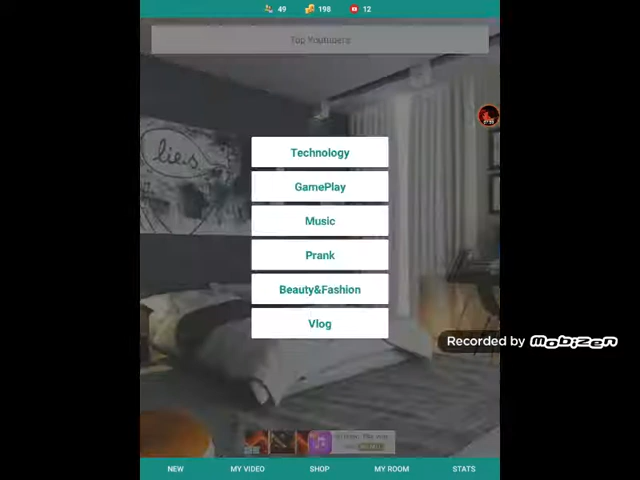 49 198 12
Top Youtubers
lies
Technology
GamePlay
Music
Prank
Beauty&Fashion
Vlog
Recorded by Mobizen
NEW MY VIDEO SHOP MY ROOM STATS